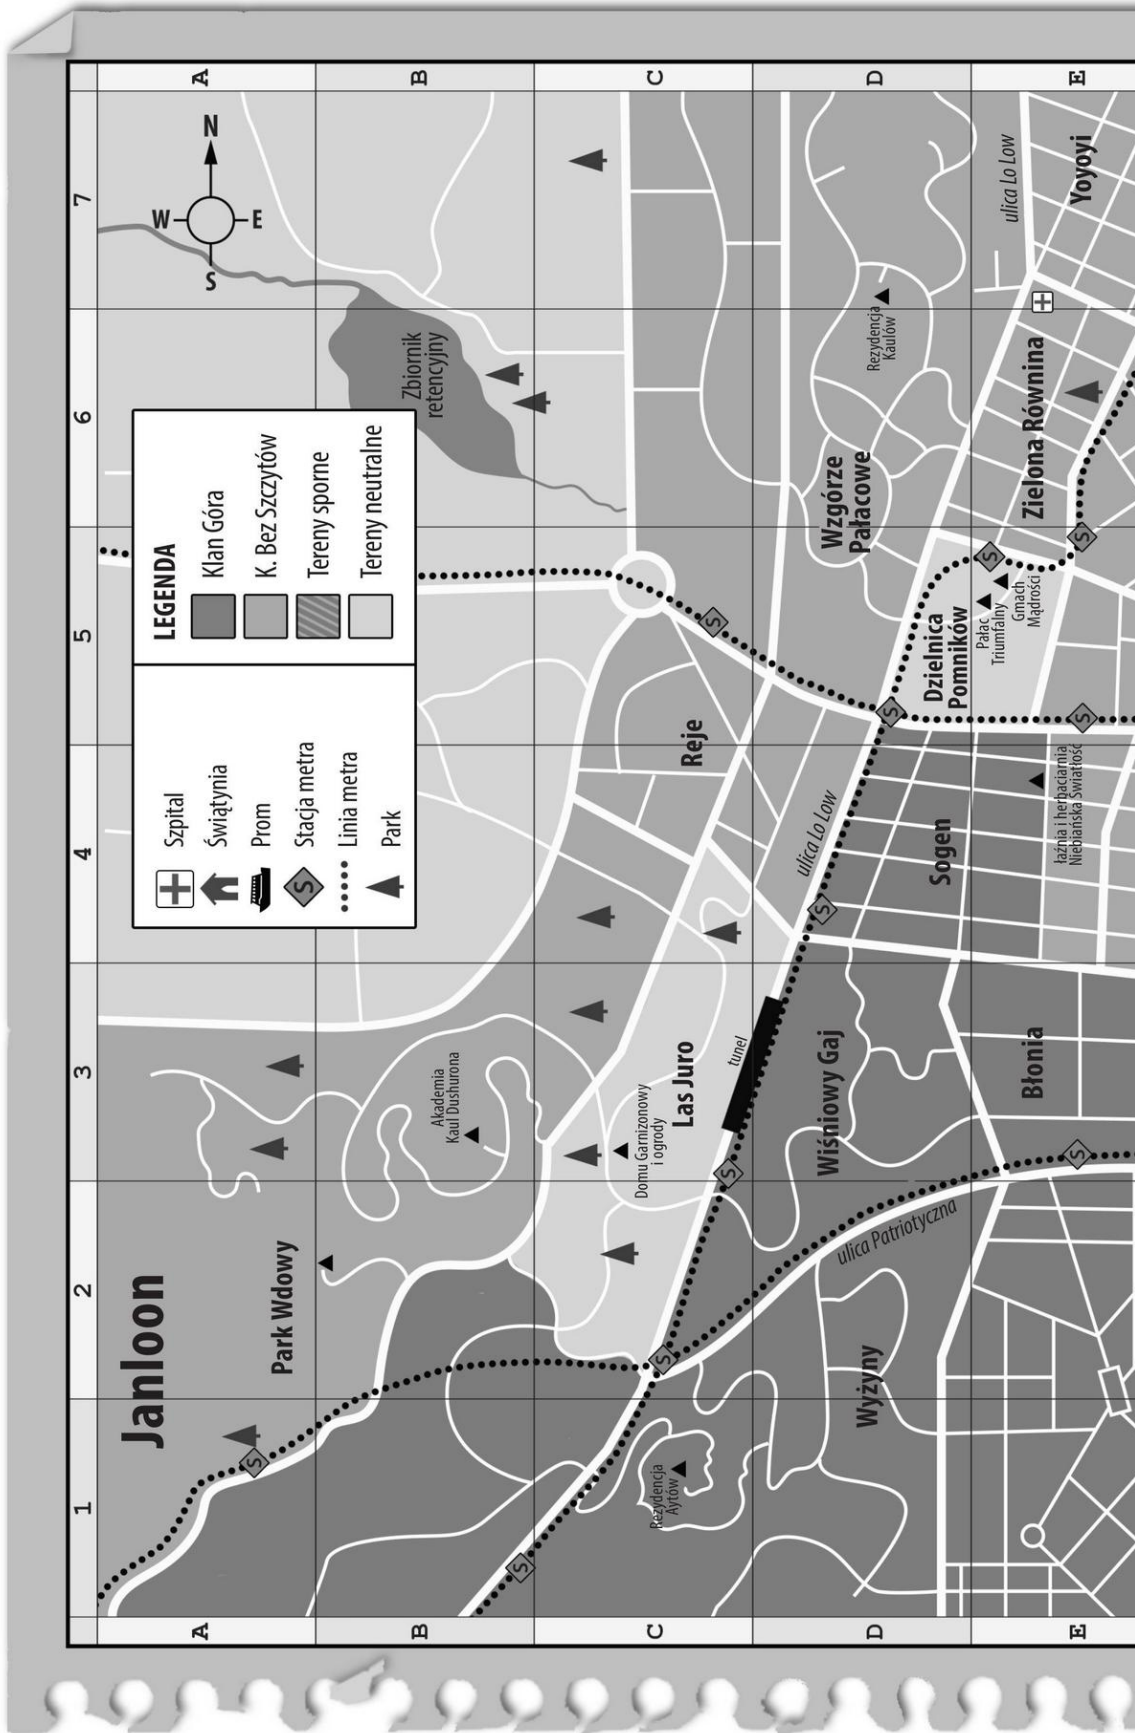 Janloon
1
2
3
4
5
6
7
A
B
C
D
E
A
B
C
D
E
N
W
E
S
LEGENDA
Szpital
Świątynia
Prom
S
Stacja metra
Linia metra
Park
Klan Góra
K. Bez Szczytów
Tereny sporne
Tereny neutralne
Park Wdowy
Akademia
Kaul Dushurona
Zbiornik
retencyjny
Rezydencja
Aytów
Domu Garnizonowy
i ogrody
Las Juro
tunel
Reje
Wyżyny
ulica Patriotyczna
Wiśniowy Gaj
ulica Lo Low
Sogen
Wzgórze
Pałacowe
Rezydencja
Kaulów
Dzielnica
Pomników
Pałac
Triumfalny
Gmach
Mądrości
Błonia
łaźnia i herbaciarnia
Niebiańska Światłość
Zielona Równina
ulica Lo Low
Yoyoyi
S
S
S
S
S
S
S
S
S
S
S